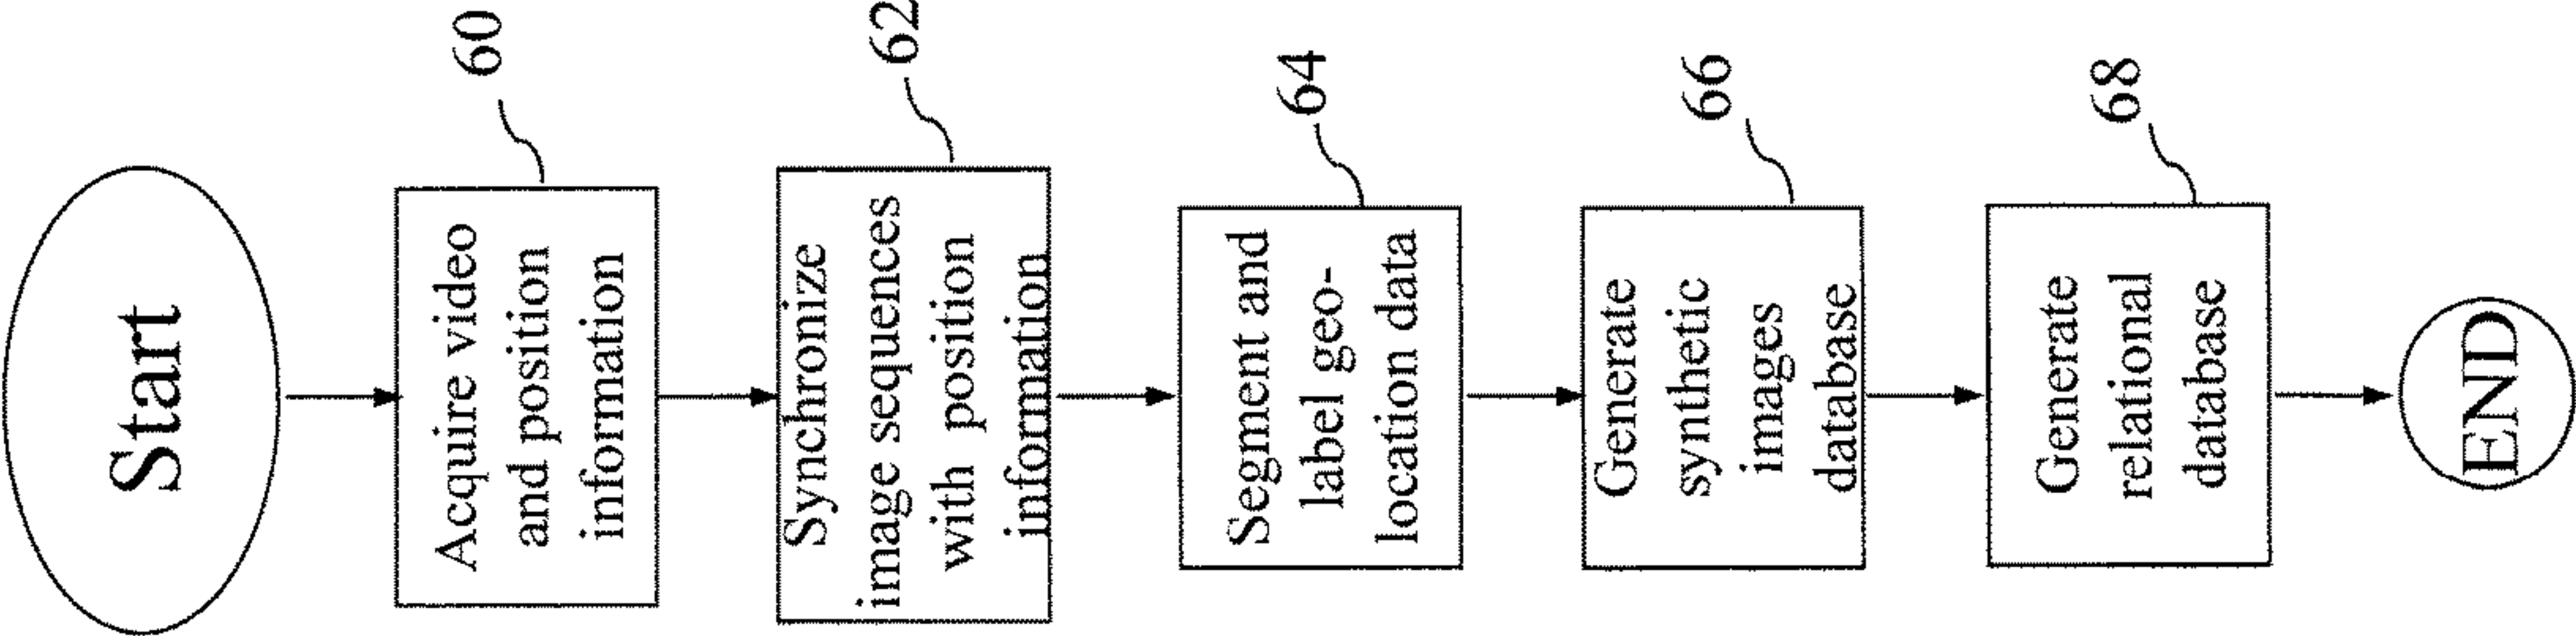 Start
60
Acquire video
and position
information
62
Synchronize
image sequences
with position
information
64
Segment and
label geo-
location data
66
Generate
synthetic
images
database
68
Generate
relational
database
END